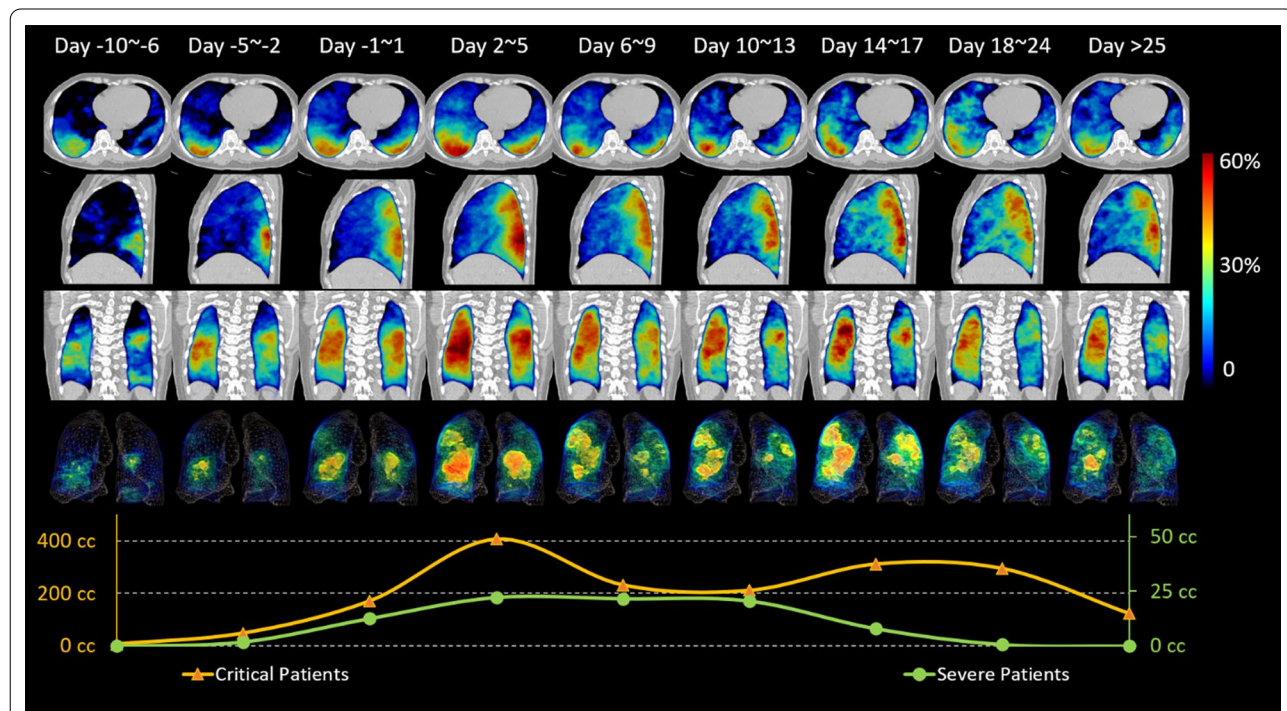 Day -10~-6 Day -5~-2 Day -1~1 Day 2~5 Day 6~9 Day 10~13 Day 14~17 Day 18~24 Day >25
60%
30%
0
400 cc 50 cc
200 cc 25 cc
0 cc 0 cc
Critical Patients Severe Patients